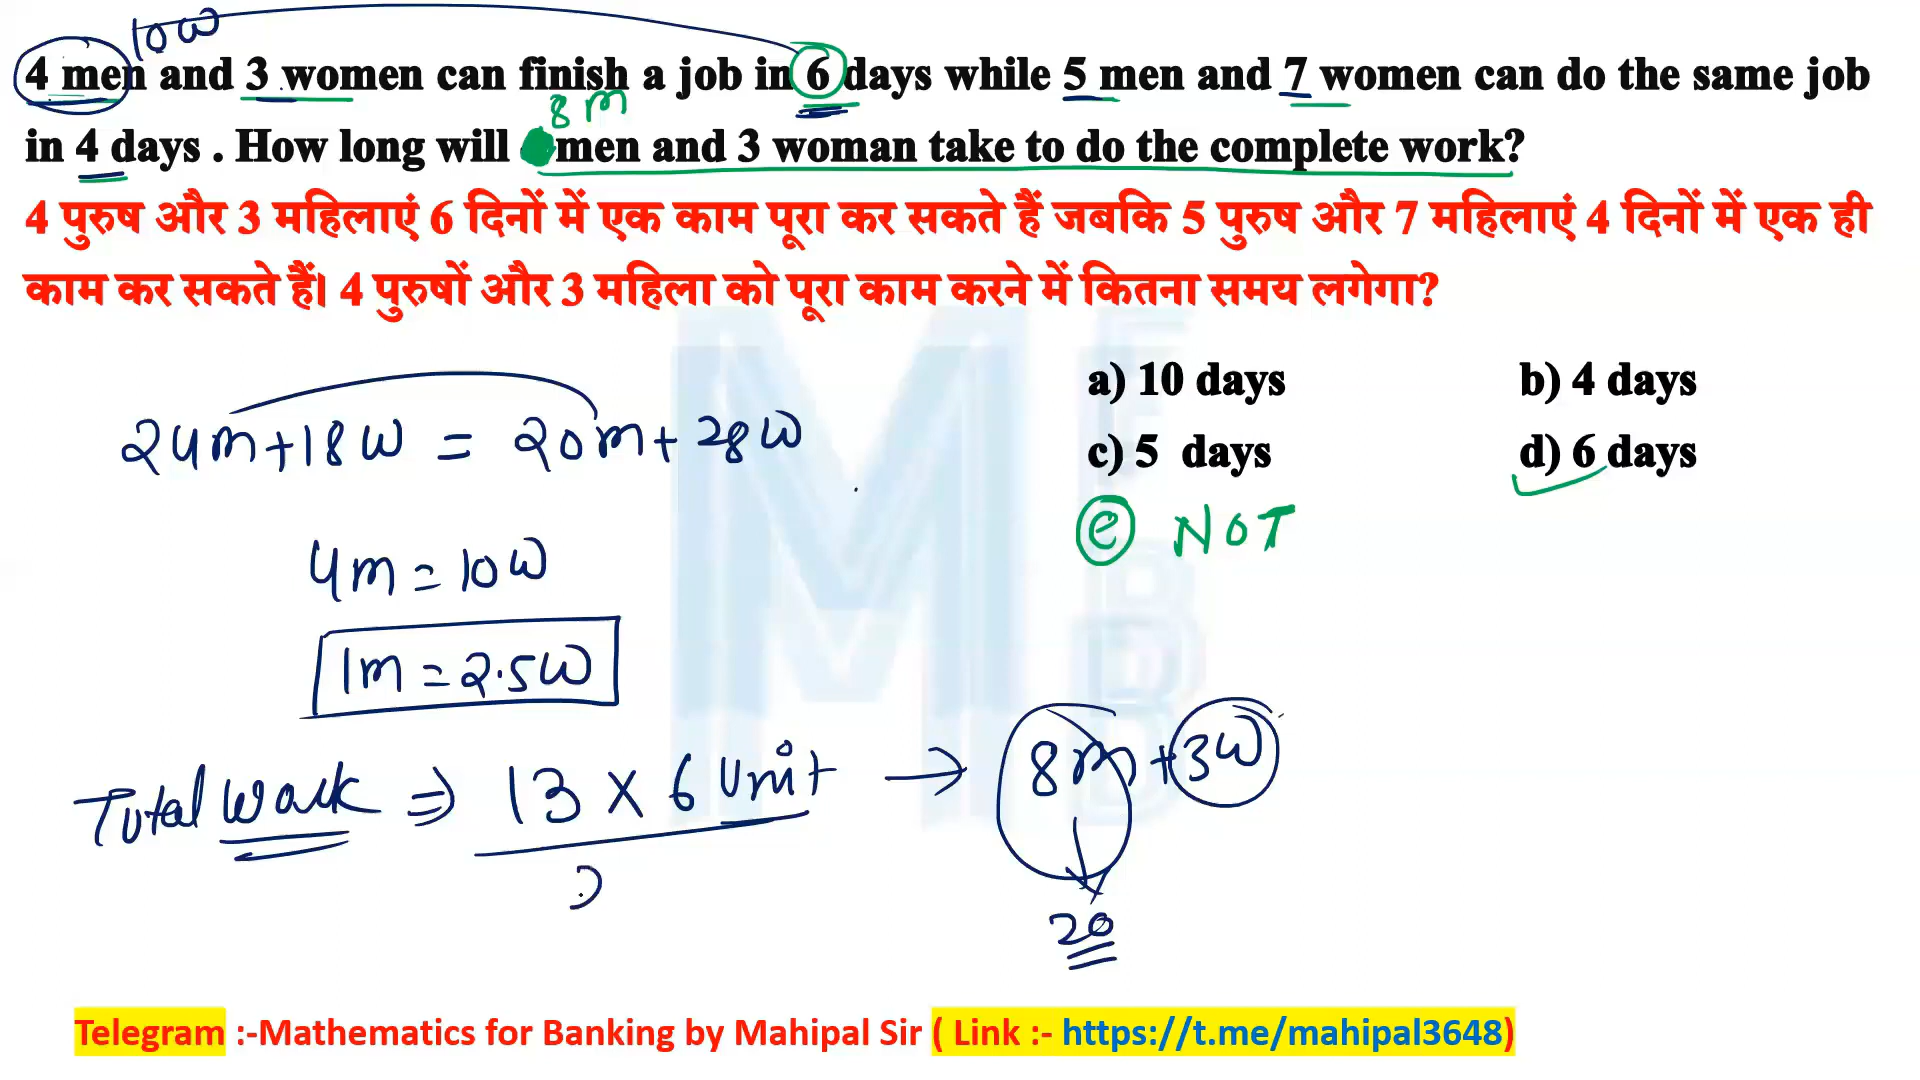 10W
4 men and 3 women can finish a job in 6 days while 5 men and 7 women can do the same job
8 m
in 4 days . How long will men and 3 woman take to do the complete work?
4 पुरुष और 3 महिलाएं 6 दिनों में एक काम पूरा कर सकते हैं जबकि 5 पुरुष और 7 महिलाएं 4 दिनों में एक ही
काम कर सकते हैं। 4 पुरुषों और 3 महिला को पूरा काम करने में कितना समय लगेगा?
a) 10 days b) 4 days
24m+18W = 20m+28W
c) 5 days d) 6 days
e NOT
4m = 10W
1m = 2.5W
Total Work ⇒ 13 × 6 Unit → 8m+3W
20
Telegram :-Mathematics for Banking by Mahipal Sir ( Link :- https://t.me/mahipal3648)